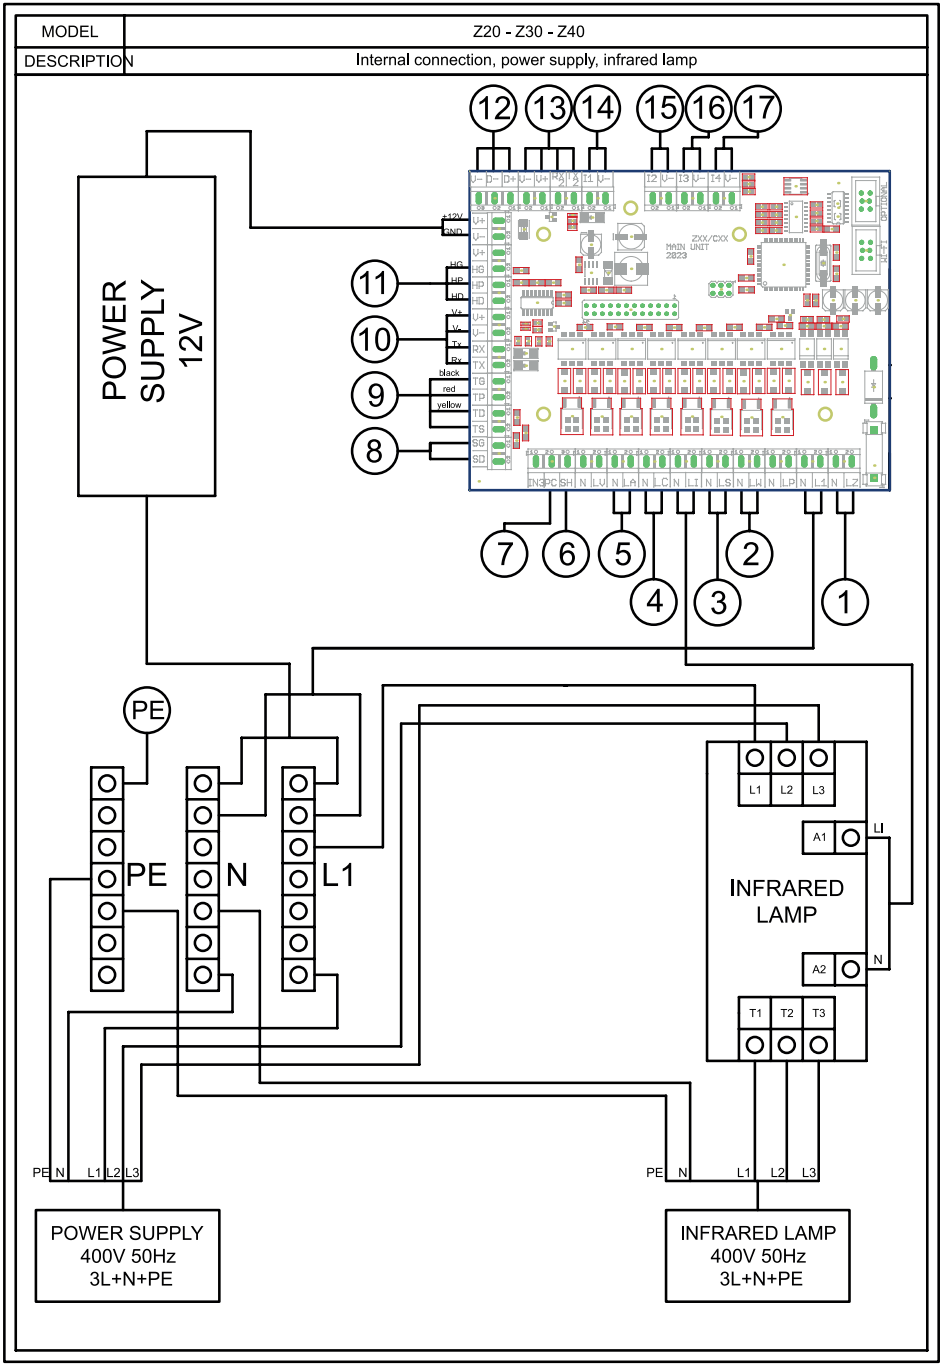 MODEL
Z20 - Z30 - Z40
DESCRIPTION
Internal connection, power supply, infrared lamp
12 13 14 15 16 17
V- D- D+ V- V+ RX2 TX2 I1 V-
I2 V- I3 V- I4 V-
OPTIONAL
ZXX/CXX
MAIN UNIT
2023
POWER
SUPPLY
12V
+12V V+
GND V-
V+
11
HG HG
HP HP
HD HD
10
V+ V+
V- V-
Tx RX
Rx TX
9
black TG
red TP
yellow TD
TS
8
SG
SD
IN3 PC SH N LV N LA N LC N LI N LS N LW N LP N L1 N LZ
7 6 5 2
4 3 1
PE
PE N L1
L1 L2 L3
A1 LI
INFRARED
LAMP
A2 N
T1 T2 T3
PE N L1 L2 L3
PE N L1 L2 L3
POWER SUPPLY
400V 50Hz
3L+N+PE
INFRARED LAMP
400V 50Hz
3L+N+PE